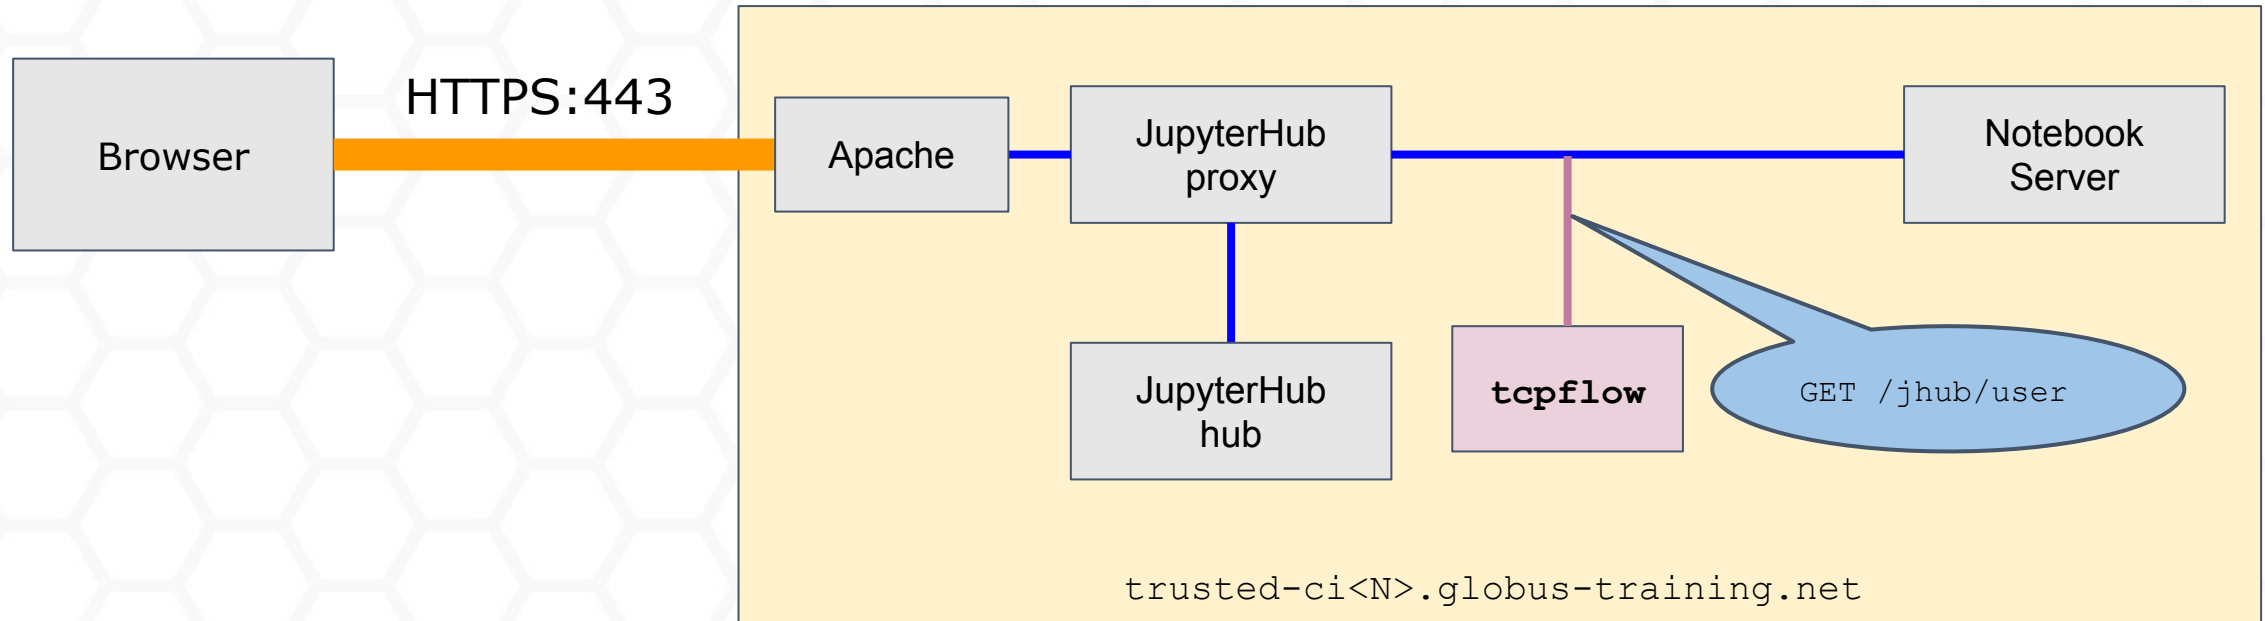 HTTPS:443
Browser
Apache
JupyterHub
proxy
Notebook
Server
JupyterHub
hub
tcpflow
GET /jhub/user
trusted-ci<N>.globus-training.net